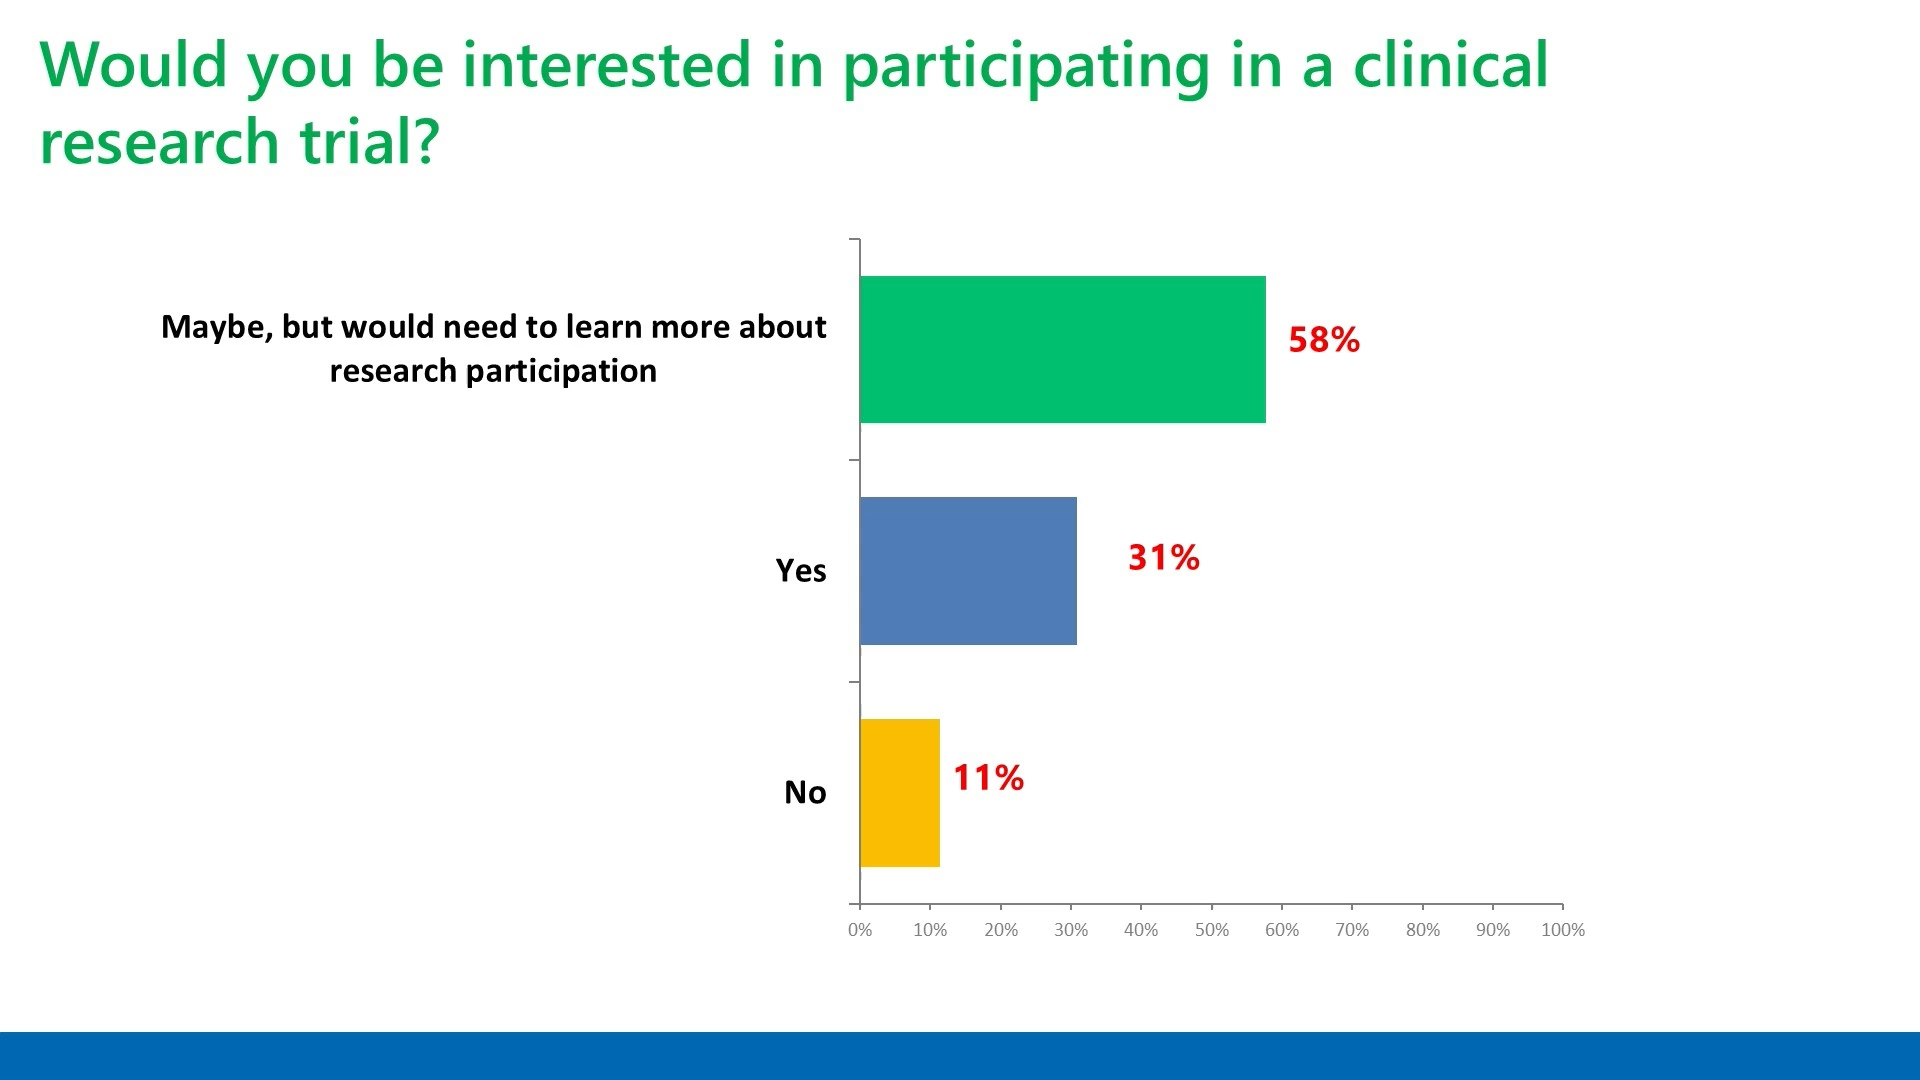 Would you be interested in participating in a clinical
research trial?
Maybe, but would need to learn more about
research participation
58%
Yes
31%
No
11%
0% 10% 20% 30% 40% 50% 60% 70% 80% 90% 100%